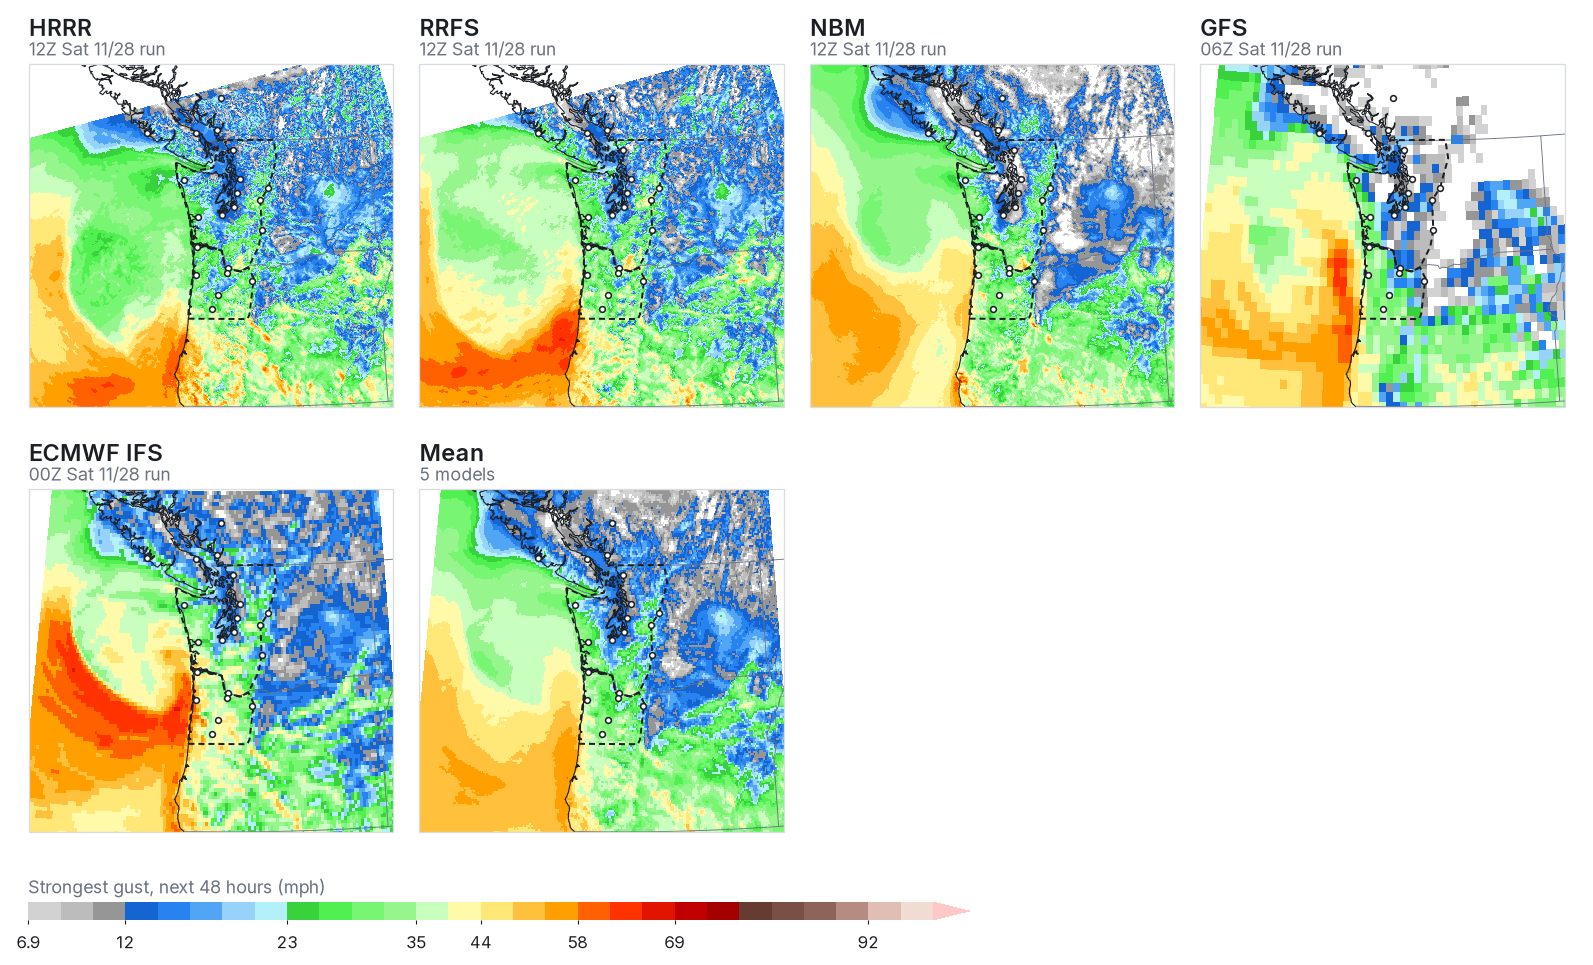 HRRR
12Z Sat 11/28 run
RRFS
12Z Sat 11/28 run
NBM
12Z Sat 11/28 run
GFS
06Z Sat 11/28 run
ECMWF IFS
00Z Sat 11/28 run
Mean
5 models
Strongest gust, next 48 hours (mph)
6.9 12 23 35 44 58 69 92